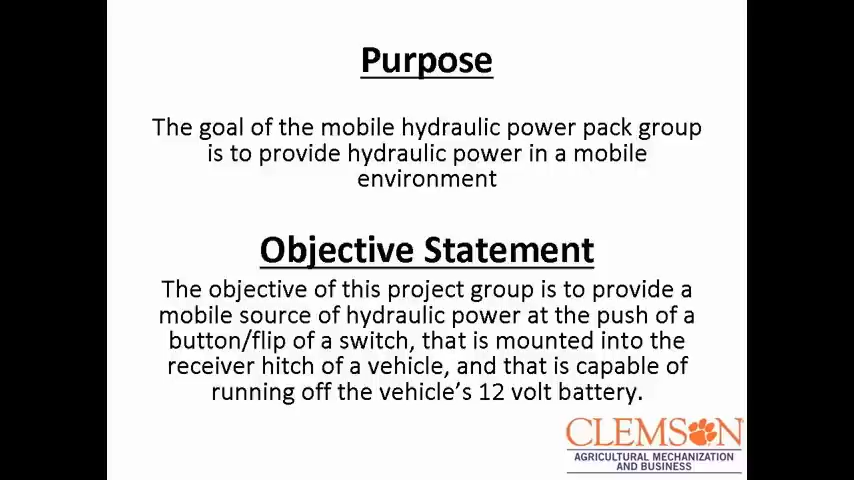 Purpose
The goal of the mobile hydraulic power pack group
is to provide hydraulic power in a mobile
environment
Objective Statement
The objective of this project group is to provide a
mobile source of hydraulic power at the push of a
button/flip of a switch, that is mounted into the
receiver hitch of a vehicle, and that is capable of
running off the vehicle’s 12 volt battery.
CLEMSON
AGRICULTURAL MECHANIZATION
AND BUSINESS